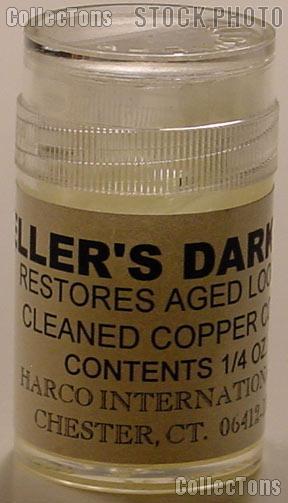 CollecTons STOCK PHOTO
ELLER'S DARK
RESTORES AGED LOO
CLEANED COPPER CO
CONTENTS 1/4 OZ
HARCO INTERNATION
CHESTER, CT. 06412-
CollecTons